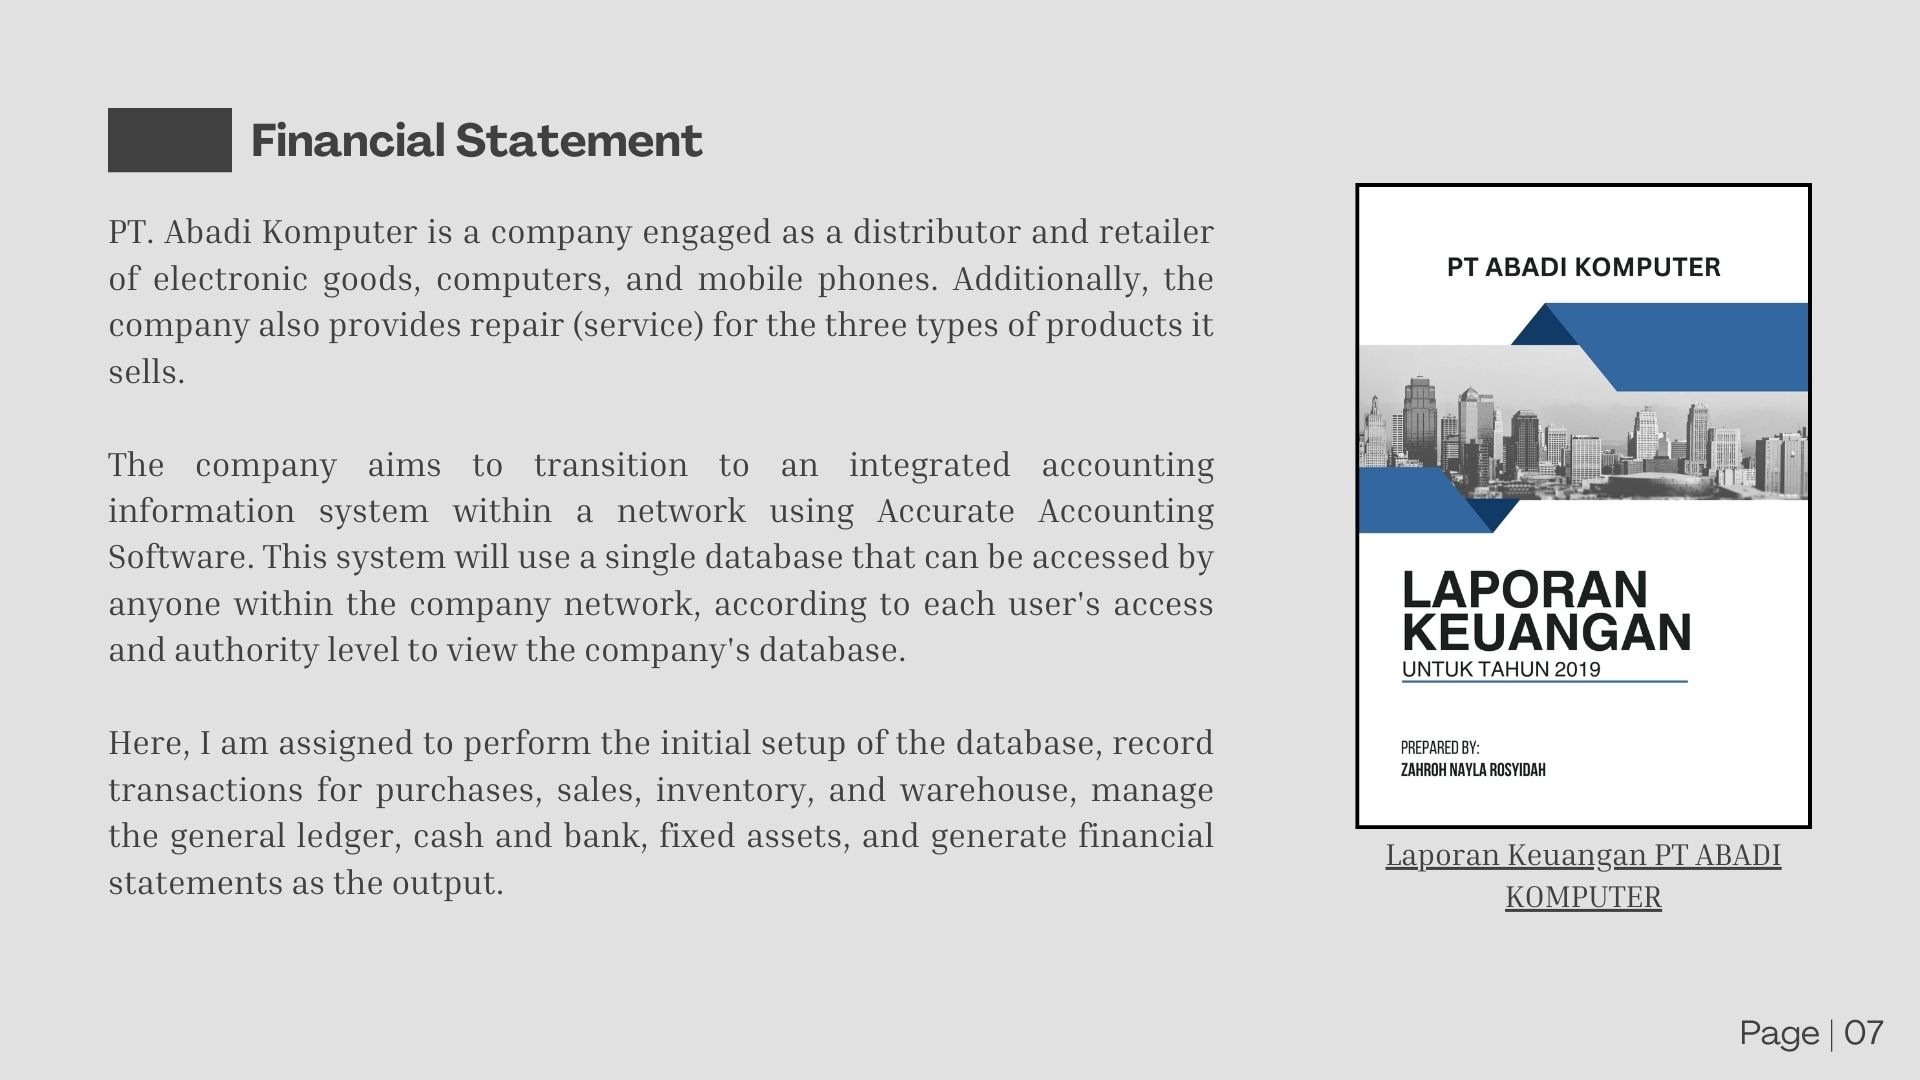 Financial Statement
PT. Abadi Komputer is a company engaged as a distributor and retailer
of electronic goods, computers, and mobile phones. Additionally, the
company also provides repair (service) for the three types of products it
sells.
The company aims to transition to an integrated accounting
information system within a network using Accurate Accounting
Software. This system will use a single database that can be accessed by
anyone within the company network, according to each user's access
and authority level to view the company's database.
Here, I am assigned to perform the initial setup of the database, record
transactions for purchases, sales, inventory, and warehouse, manage
the general ledger, cash and bank, fixed assets, and generate financial
statements as the output.
PT ABADI KOMPUTER
LAPORAN
KEUANGAN
UNTUK TAHUN 2019
PREPARED BY:
ZAHROH NAYLA ROSYIDAH
Laporan Keuangan PT ABADI
KOMPUTER
Page | 07